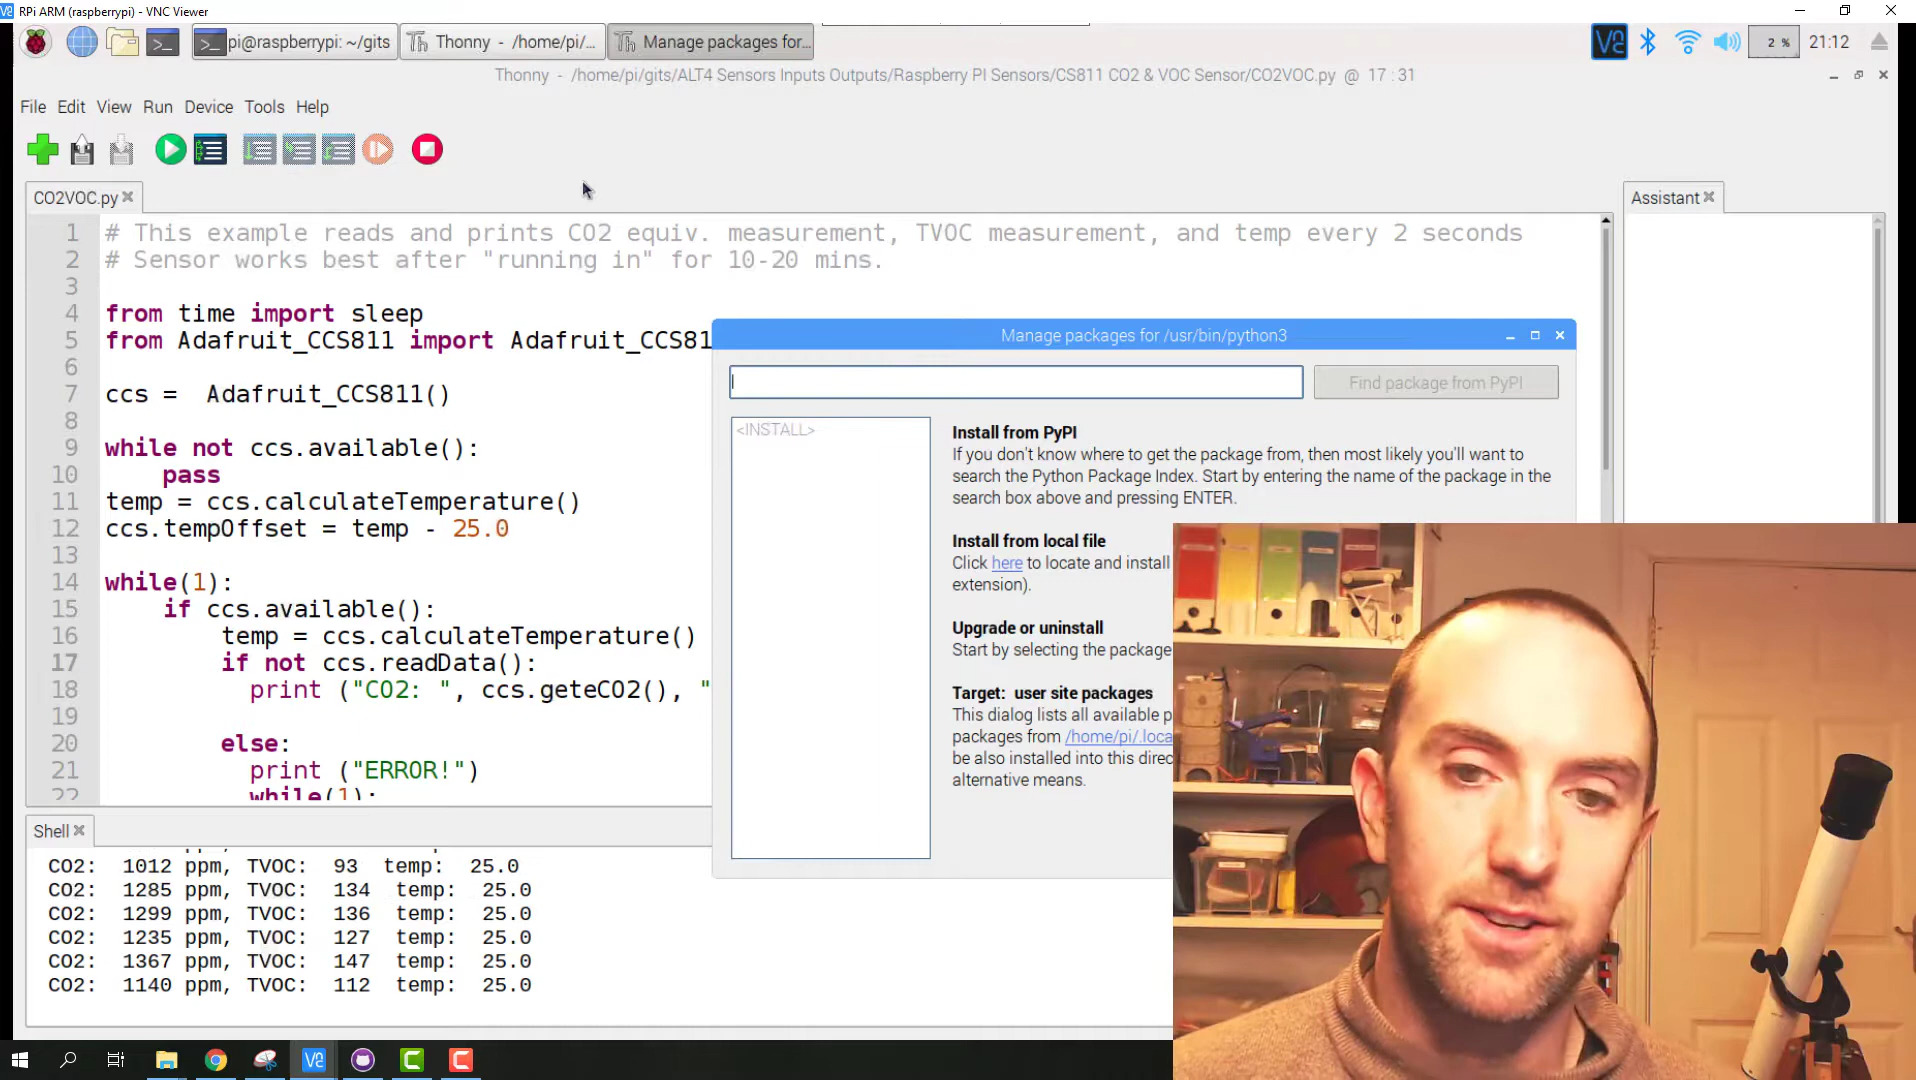 RPi ARM (raspberrypi) - VNC Viewer
pi@raspberrypi: ~/gits
Thonny - /home/pi/...
Manage packages for...
2 %
21:12
Thonny - /home/pi/gits/ALT4 Sensors Inputs Outputs/Raspberry PI Sensors/CS811 CO2 & VOC Sensor/CO2VOC.py @ 17 : 31
File Edit View Run Device Tools Help
CO2VOC.py
Assistant
1 # This example reads and prints CO2 equiv. measurement, TVOC measurement, and temp every 2 seconds
2 # Sensor works best after "running in" for 10-20 mins.
3
4 from time import sleep
5 from Adafruit_CCS811 import Adafruit_CCS81
6
7 ccs =  Adafruit_CCS811()
8
9 while not ccs.available():
10     pass
11 temp = ccs.calculateTemperature()
12 ccs.tempOffset = temp - 25.0
13
14 while(1):
15     if ccs.available():
16         temp = ccs.calculateTemperature()
17         if not ccs.readData():
18           print ("CO2: ", ccs.geteCO2(), "
19
20         else:
21           print ("ERROR!")
22           while(1):
Manage packages for /usr/bin/python3
Find package from PyPI
<INSTALL>
Install from PyPI
If you don't know where to get the package from, then most likely you'll want to
search the Python Package Index. Start by entering the name of the package in the
search box above and pressing ENTER.
Install from local file
Click here to locate and install
extension).
Upgrade or uninstall
Start by selecting the package
Target: user site packages
This dialog lists all available p
packages from /home/pi/.loca
be also installed into this direc
alternative means.
Shell
CO2:  1012 ppm, TVOC:  93  temp:  25.0
CO2:  1285 ppm, TVOC:  134  temp:  25.0
CO2:  1299 ppm, TVOC:  136  temp:  25.0
CO2:  1235 ppm, TVOC:  127  temp:  25.0
CO2:  1367 ppm, TVOC:  147  temp:  25.0
CO2:  1140 ppm, TVOC:  112  temp:  25.0